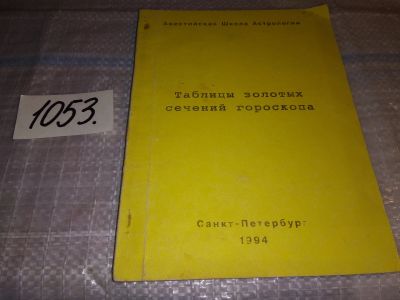 1053.
Авестийская Школа Астрологии
Таблицы золотых
сечений гороскопа
Санкт-Петербург
1994